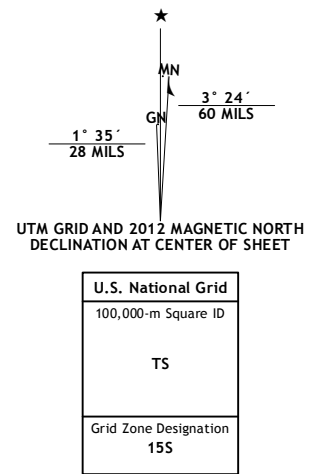 MN
GN
3° 24´
60 MILS
1° 35´
28 MILS
UTM GRID AND 2012 MAGNETIC NORTH
DECLINATION AT CENTER OF SHEET
U.S. National Grid
100,000-m Square ID
TS
Grid Zone Designation
15S